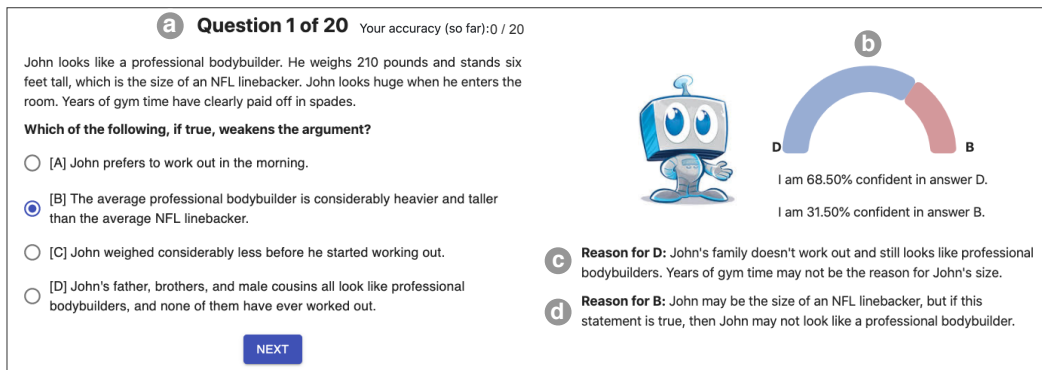 a Question 1 of 20 Your accuracy (so far):0 / 20
John looks like a professional bodybuilder. He weighs 210 pounds and stands six
feet tall, which is the size of an NFL linebacker. John looks huge when he enters the
room. Years of gym time have clearly paid off in spades.
Which of the following, if true, weakens the argument?
[A] John prefers to work out in the morning.
[B] The average professional bodybuilder is considerably heavier and taller
than the average NFL linebacker.
[C] John weighed considerably less before he started working out.
[D] John's father, brothers, and male cousins all look like professional
bodybuilders, and none of them have ever worked out.
NEXT
b
D B
I am 68.50% confident in answer D.
I am 31.50% confident in answer B.
c Reason for D: John's family doesn't work out and still looks like professional
bodybuilders. Years of gym time may not be the reason for John's size.
d Reason for B: John may be the size of an NFL linebacker, but if this
statement is true, then John may not look like a professional bodybuilder.